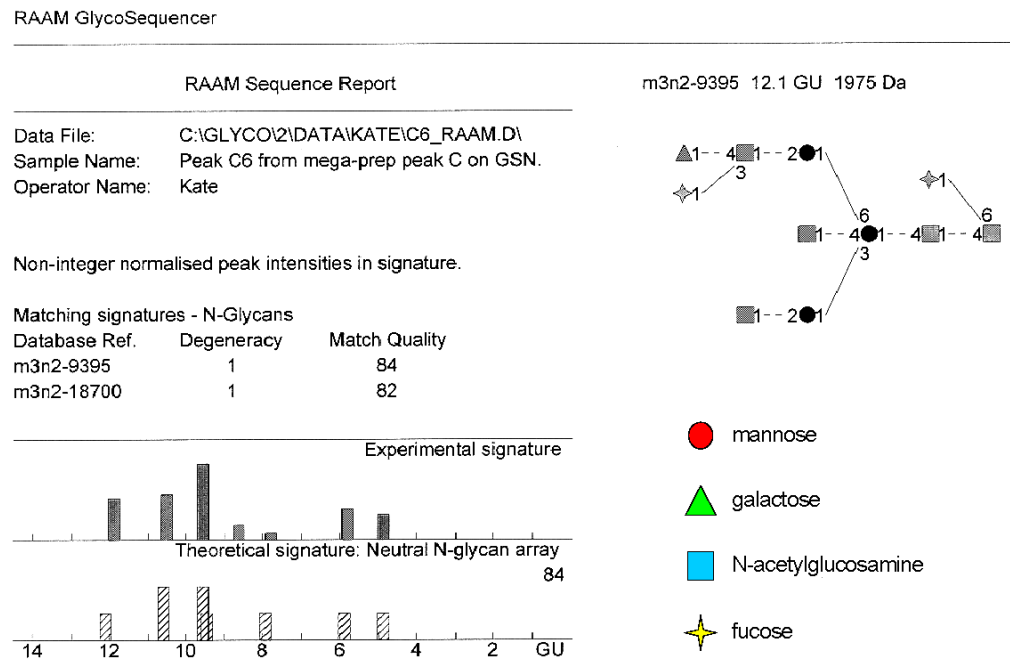 RAAM GlycoSequencer
RAAM Sequence Report
Data File: C:\GLYCO\2\DATA\KATE\C6_RAAM.D\
Sample Name: Peak C6 from mega-prep peak C on GSN.
Operator Name: Kate
Non-integer normalised peak intensities in signature.
Matching signatures - N-Glycans
Database Ref. Degeneracy Match Quality
m3n2-9395 1 84
m3n2-18700 1 82
Experimental signature
Theoretical signature: Neutral N-glycan array
84
14 12 10 8 6 4 2 GU
m3n2-9395 12.1 GU 1975 Da
1 4 1 2 1
3
1 1
6 6
1 4 1 4 1 4
3
1 2 1
mannose
galactose
N-acetylglucosamine
fucose